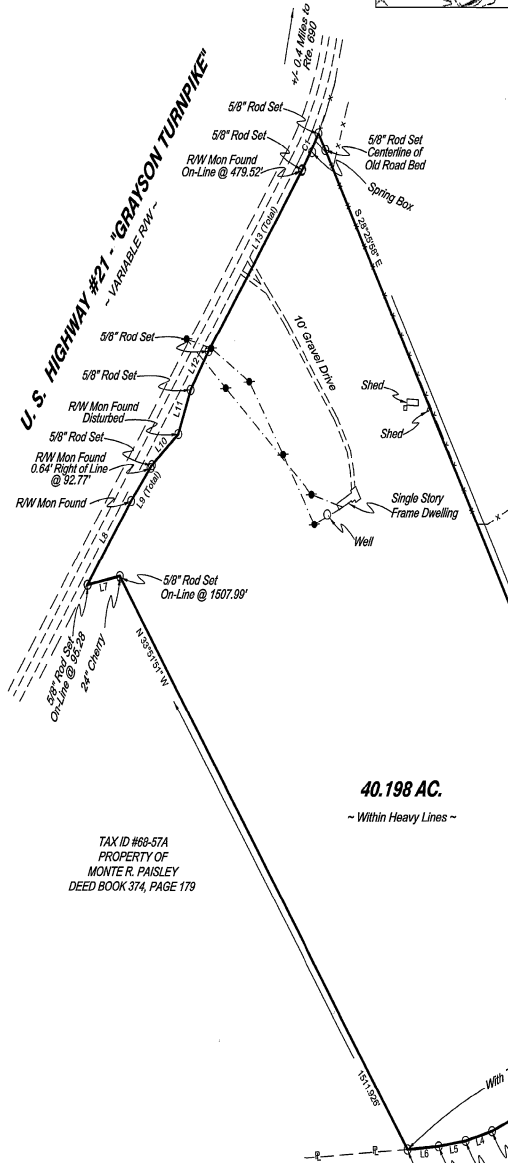 +/- 0.4 Miles to
Rte. 690
U. S. HIGHWAY #21 - "GRAYSON TURNPIKE"
~ VARIABLE R/W ~
5/8" Rod Set
5/8" Rod Set
R/W Mon Found
On-Line @ 479.52'
5/8" Rod Set
Centerline of
Old Road Bed
Spring Box
L13 (Total)
S 28°25'58" E
10' Gravel Drive
5/8" Rod Set
L12
5/8" Rod Set
L11
R/W Mon Found
Disturbed
L10
5/8" Rod Set
R/W Mon Found
0.64' Right of Line
@ 92.77'
L9 (Total)
R/W Mon Found
L8
Shed
Shed
Single Story
Frame Dwelling
Well
5/8" Rod Set
On-Line @ 1507.99'
L7
5/8" Rod Set
On-Line @ 95.28
24" Cherry
N 33°51'51" W
40.198 AC.
~ Within Heavy Lines ~
TAX ID #68-57A
PROPERTY OF
MONTE R. PAISLEY
DEED BOOK 374, PAGE 179
1511.926'
With
L6
L5
L4